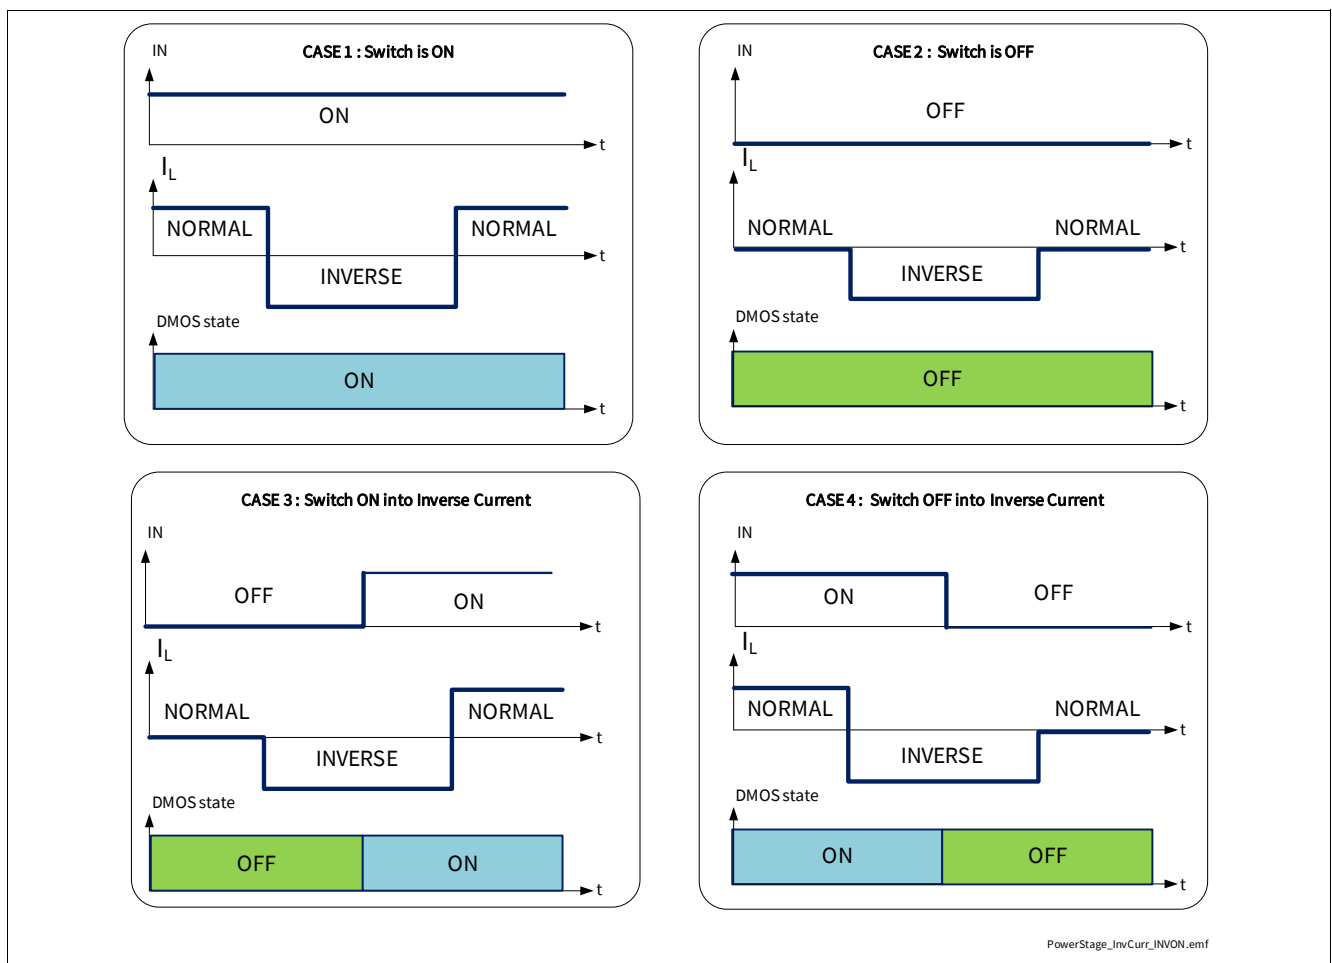 CASE 1 : Switch is ON
IN
ON
t
IL
NORMAL
NORMAL
INVERSE
t
DMOS state
ON
t
CASE 2 : Switch is OFF
IN
OFF
t
IL
NORMAL
NORMAL
INVERSE
t
DMOS state
OFF
t
CASE 3 : Switch ON into Inverse Current
IN
OFF
ON
t
IL
NORMAL
NORMAL
INVERSE
t
DMOS state
OFF
ON
t
CASE 4 : Switch OFF into Inverse Current
IN
ON
OFF
t
IL
NORMAL
NORMAL
INVERSE
t
DMOS state
ON
OFF
t
PowerStage_InvCurr_INVON.emf